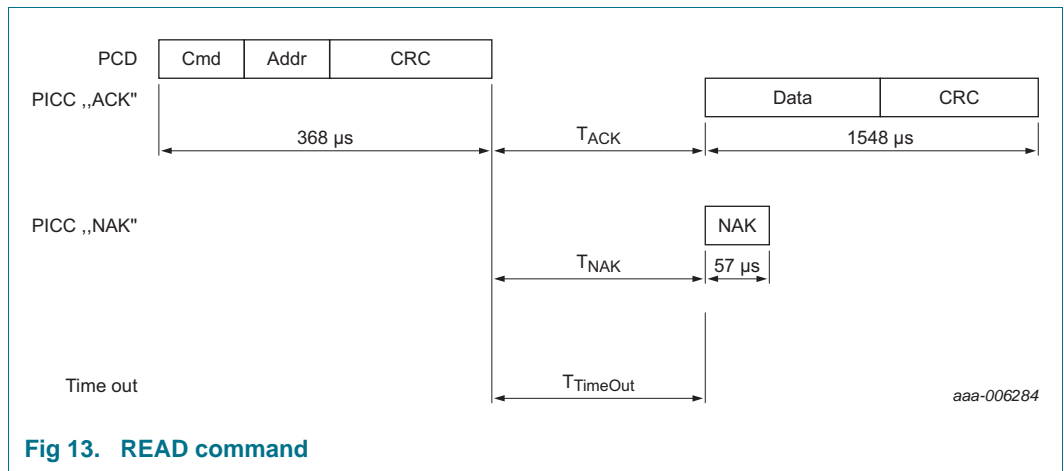 PCD Cmd Addr CRC
PICC ,,ACK" Data CRC
368 µs TACK 1548 µs
PICC ,,NAK" NAK
TNAK 57 µs
Time out TTimeOut aaa-006284
Fig 13. READ command